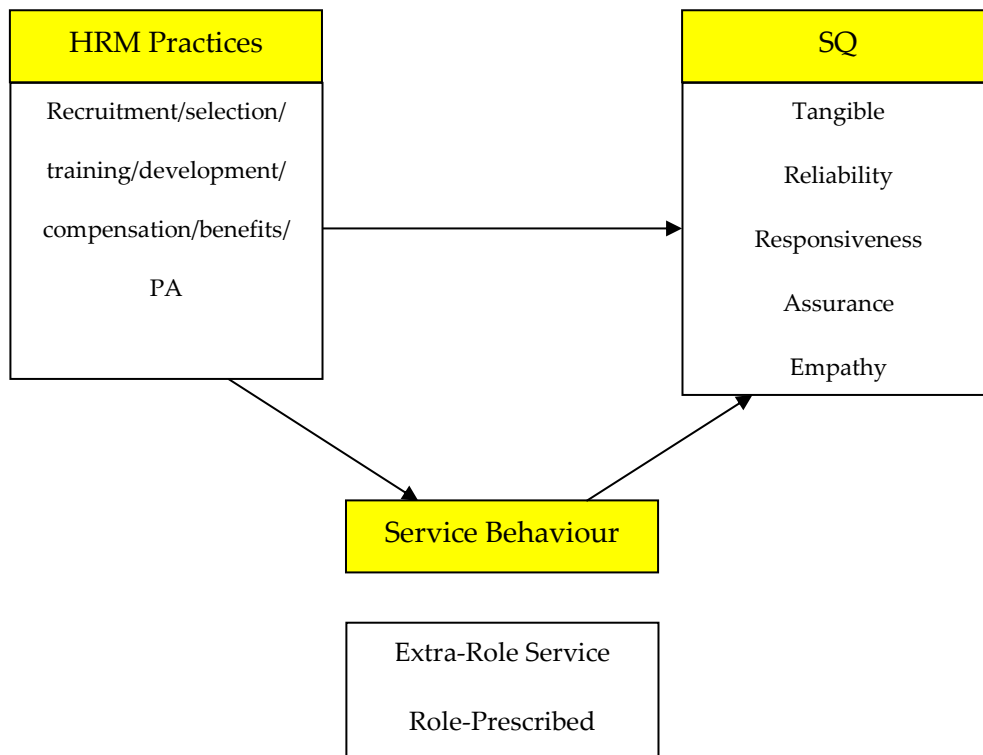 HRM Practices
Recruitment/selection/
training/development/
compensation/benefits/
PA
SQ
Tangible
Reliability
Responsiveness
Assurance
Empathy
Service Behaviour
Extra-Role Service
Role-Prescribed